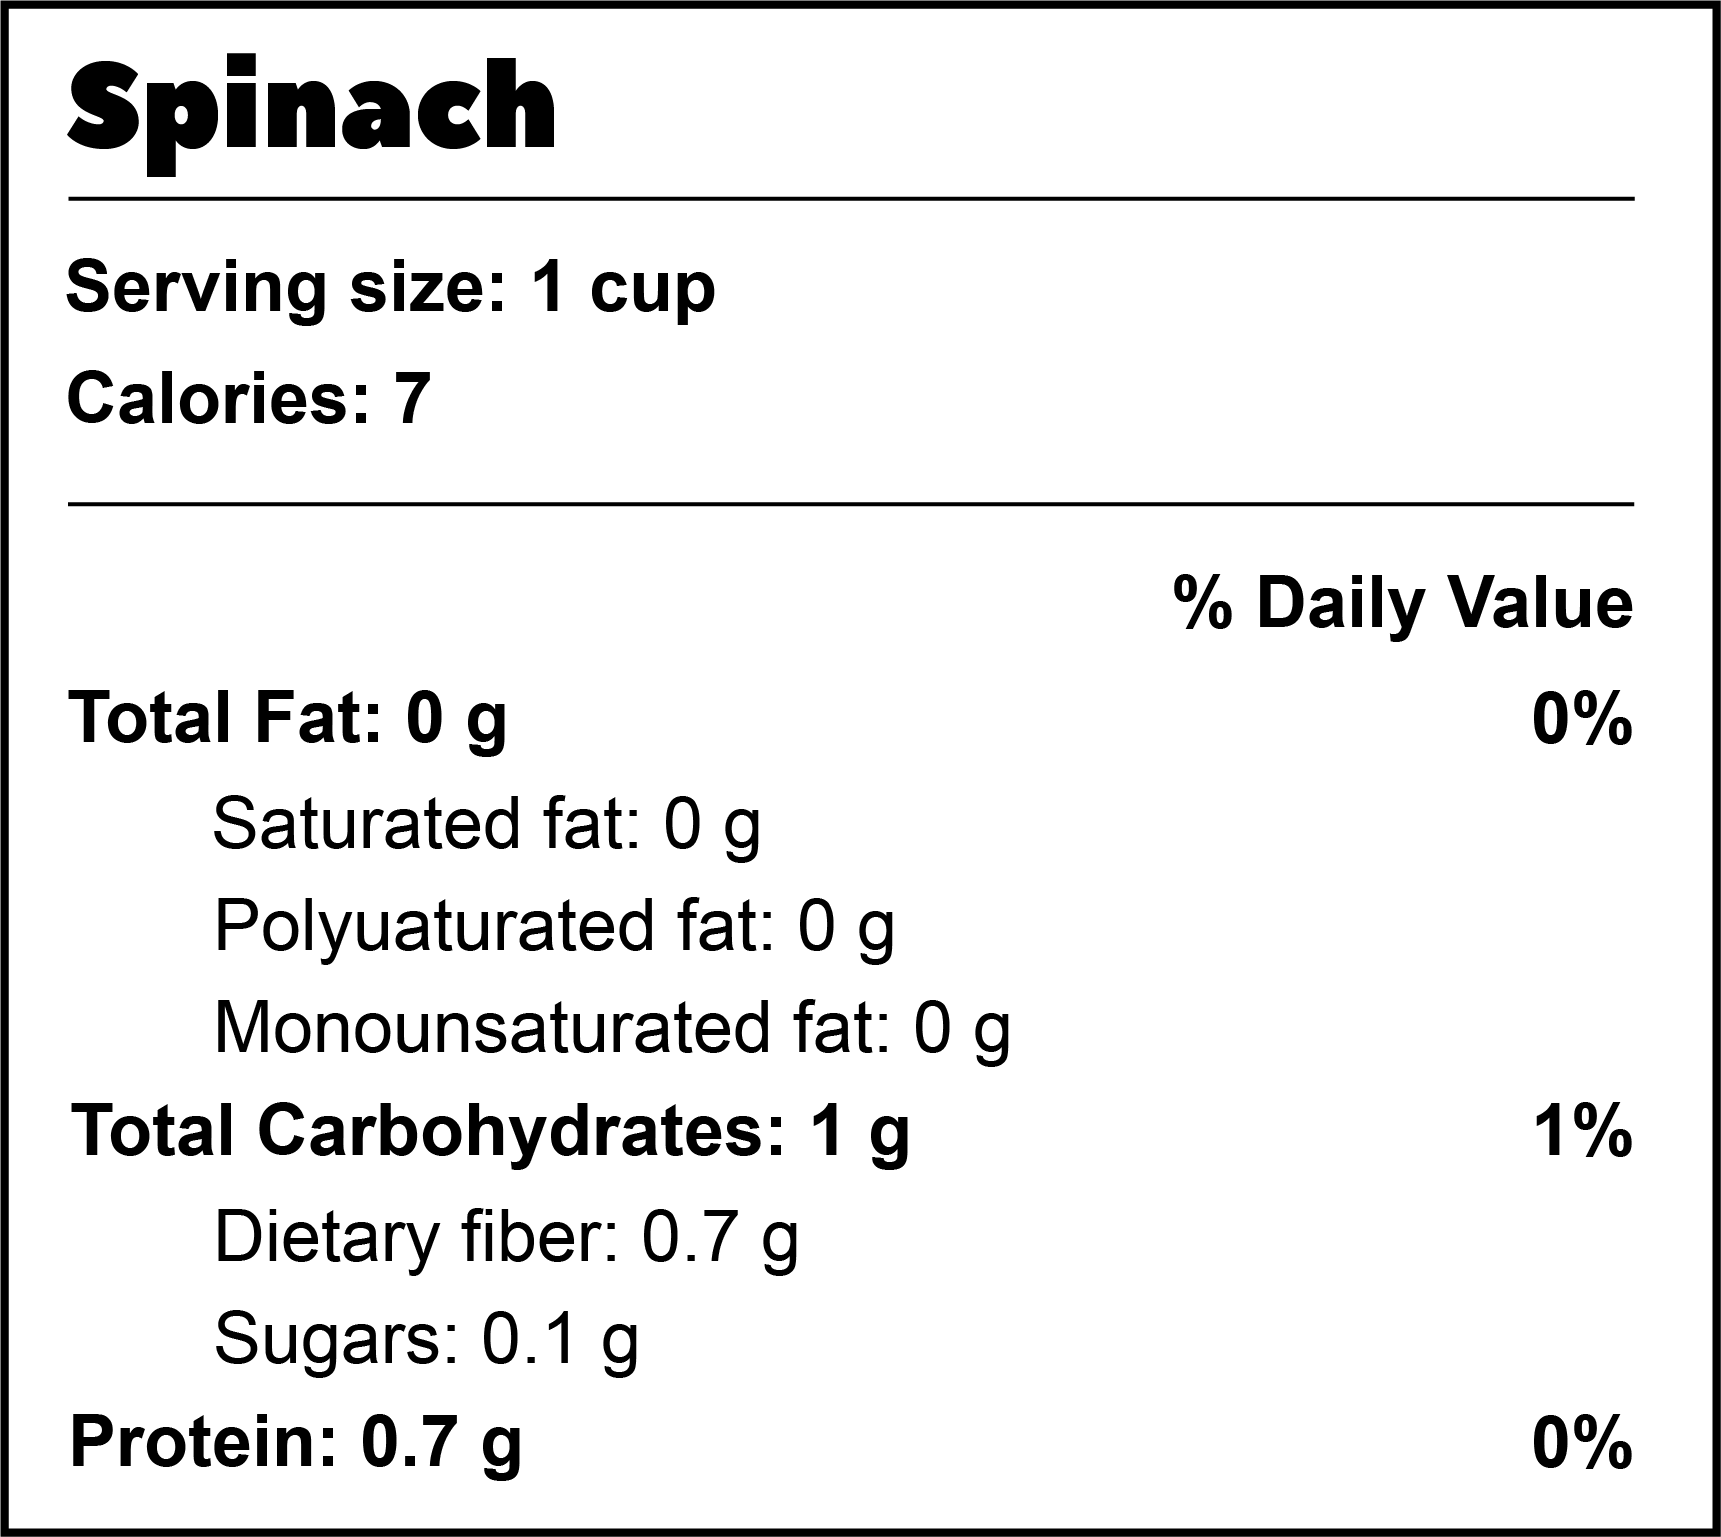 Spinach
Serving size: 1 cup
Calories: 7
% Daily Value
Total Fat: 0 g 0%
Saturated fat: 0 g
Polyuaturated fat: 0 g
Monounsaturated fat: 0 g
Total Carbohydrates: 1 g 1%
Dietary fiber: 0.7 g
Sugars: 0.1 g
Protein: 0.7 g 0%